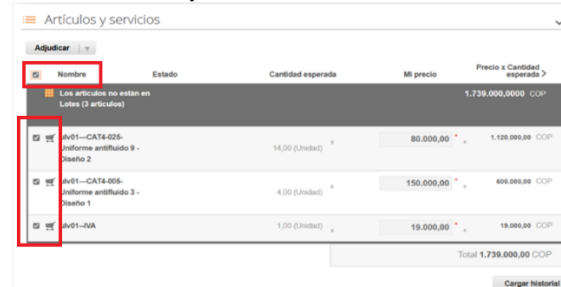 Artículos y servicios
Adjudicar
Nombre Estado Cantidad esperada Mi precio Precio x Cantidad esperada
Los artículos no están en Lotes (3 artículos) 1.739.000,0000 COP
ulv01---CAT4-025-
Uniforme antifluido 9 -
Diseño 2
14,00 (Unidad) 80.000,00 * 1.120.000,00 COP
ulv01---CAT4-005-
Uniforme antifluido 3 -
Diseño 1
4,00 (Unidad) 150.000,00 * 600.000,00 COP
ulv01--IVA 1,00 (Unidad) 19.000,00 * 19.000,00 COP
Total 1.739.000,00 COP
Cargar historial